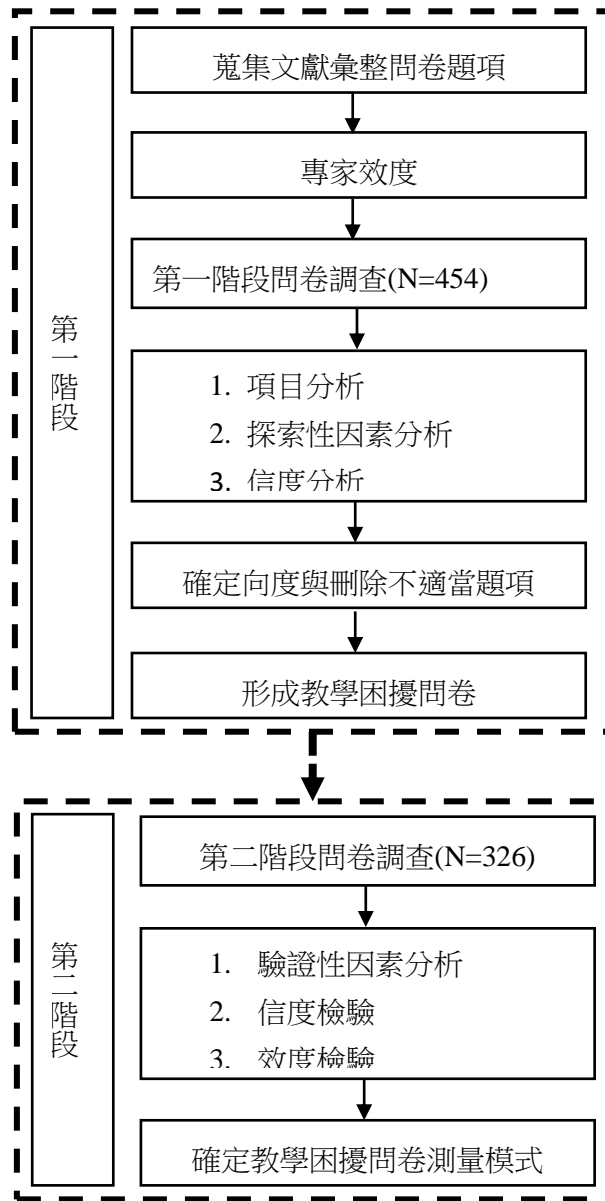 第一階段
蒐集文獻彙整問卷題項
專家效度
第一階段問卷調查(N=454)
1. 項目分析
2. 探索性因素分析
3. 信度分析
確定向度與刪除不適當題項
形成教學困擾問卷
第二階段
第二階段問卷調查(N=326)
1. 驗證性因素分析
2. 信度檢驗
3. 效度檢驗
確定教學困擾問卷測量模式